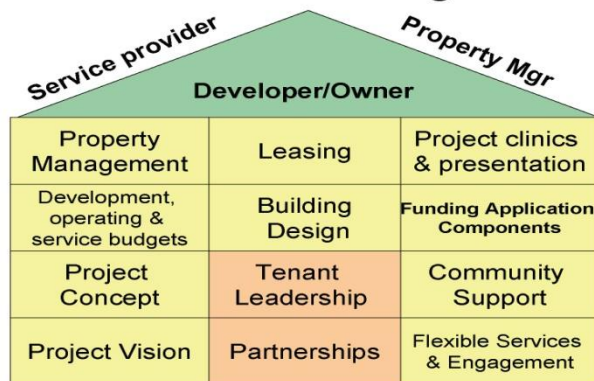 Service provider
Property Mgr
Developer/Owner
Property
Management
Leasing
Project clinics
& presentation
Development,
operating &
service budgets
Building
Design
Funding Application
Components
Project
Concept
Tenant
Leadership
Community
Support
Project Vision
Partnerships
Flexible Services
& Engagement